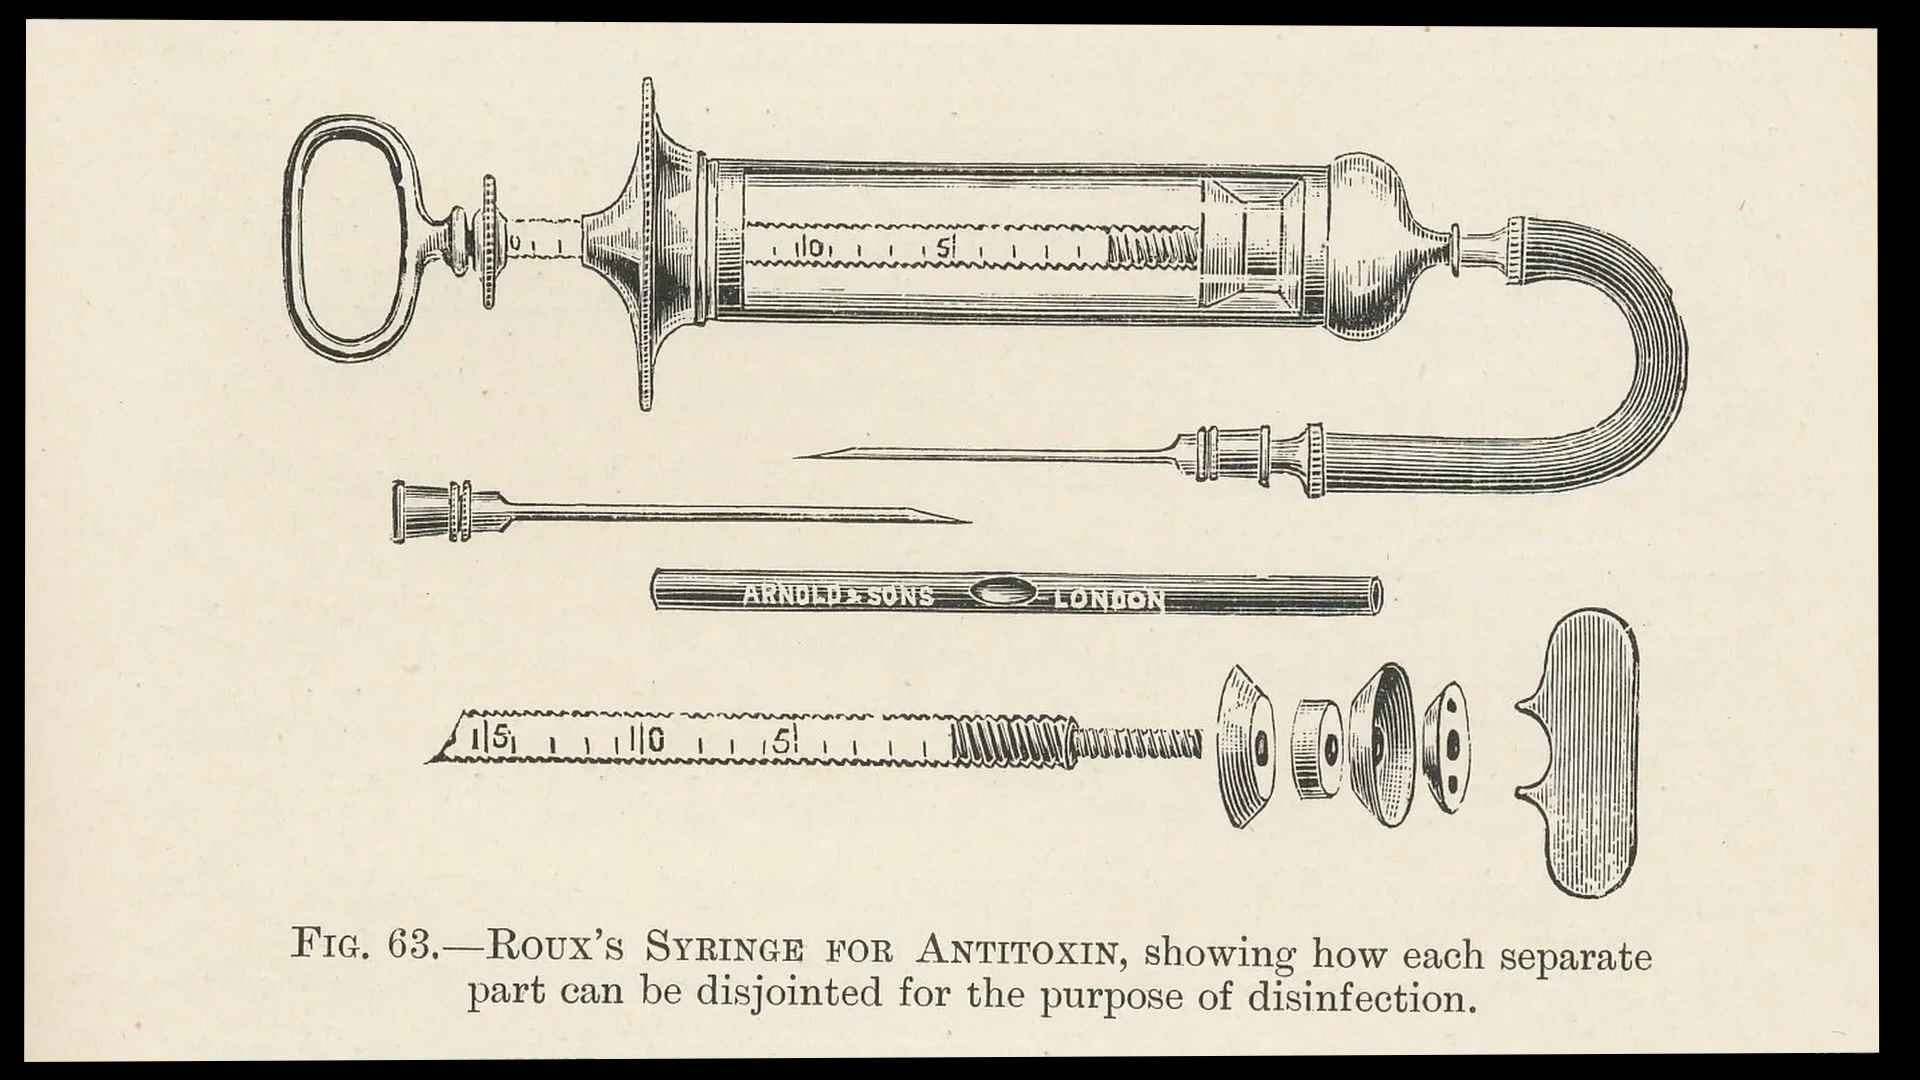 0 10 5
ARNOLD & SONS LONDON
15 10 5
FIG. 63.—ROUX'S SYRINGE FOR ANTITOXIN, showing how each separate
part can be disjointed for the purpose of disinfection.